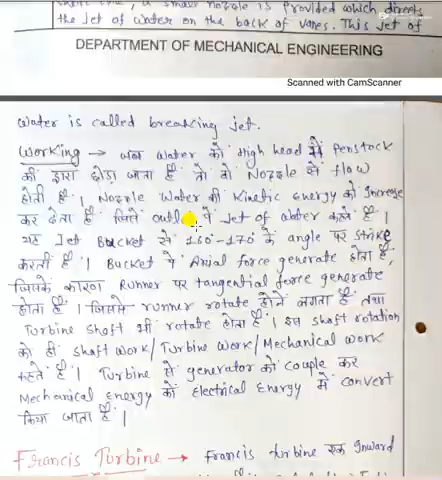 the Jet of water on the back of vanes. This Jet of
DEPARTMENT OF MECHANICAL ENGINEERING
Scanned with CamScanner
water is called breaking jet.
Working → जब water को High head से Penstock
की द्वारा छोड़ा जाता है तो वो Nozzle से flow
होती है। Nozzle Water की Kinetic Energy को Increase
कर देता है जिसे outlet पे Jet of water कहते है।
यह Jet Bucket से 160°-170° के angle पर strike
करती है। Bucket पे Axial force generate होता है,
जिसके कारण Runner पर tangential force generate
होता है। जिससे runner rotate होने लगता है तथा
Turbine shaft भी rotate होता है। इस shaft rotation
को ही shaft work/Turbine work/Mechanical work
कहते है। Turbine से generator को couple कर
Mechanical Energy को Electrical Energy में convert
किया जाता है।
Francis Turbine → Francis turbine एक Inward